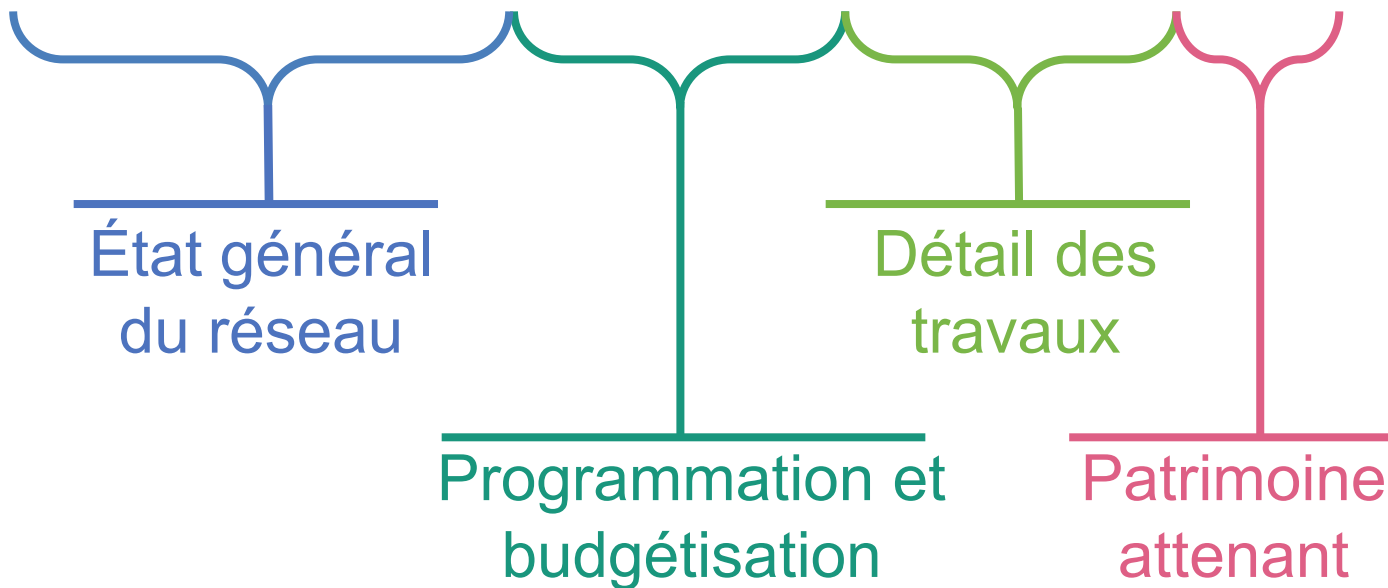 État général
du réseau
Programmation et
budgétisation
Détail des
travaux
Patrimoine
attenant